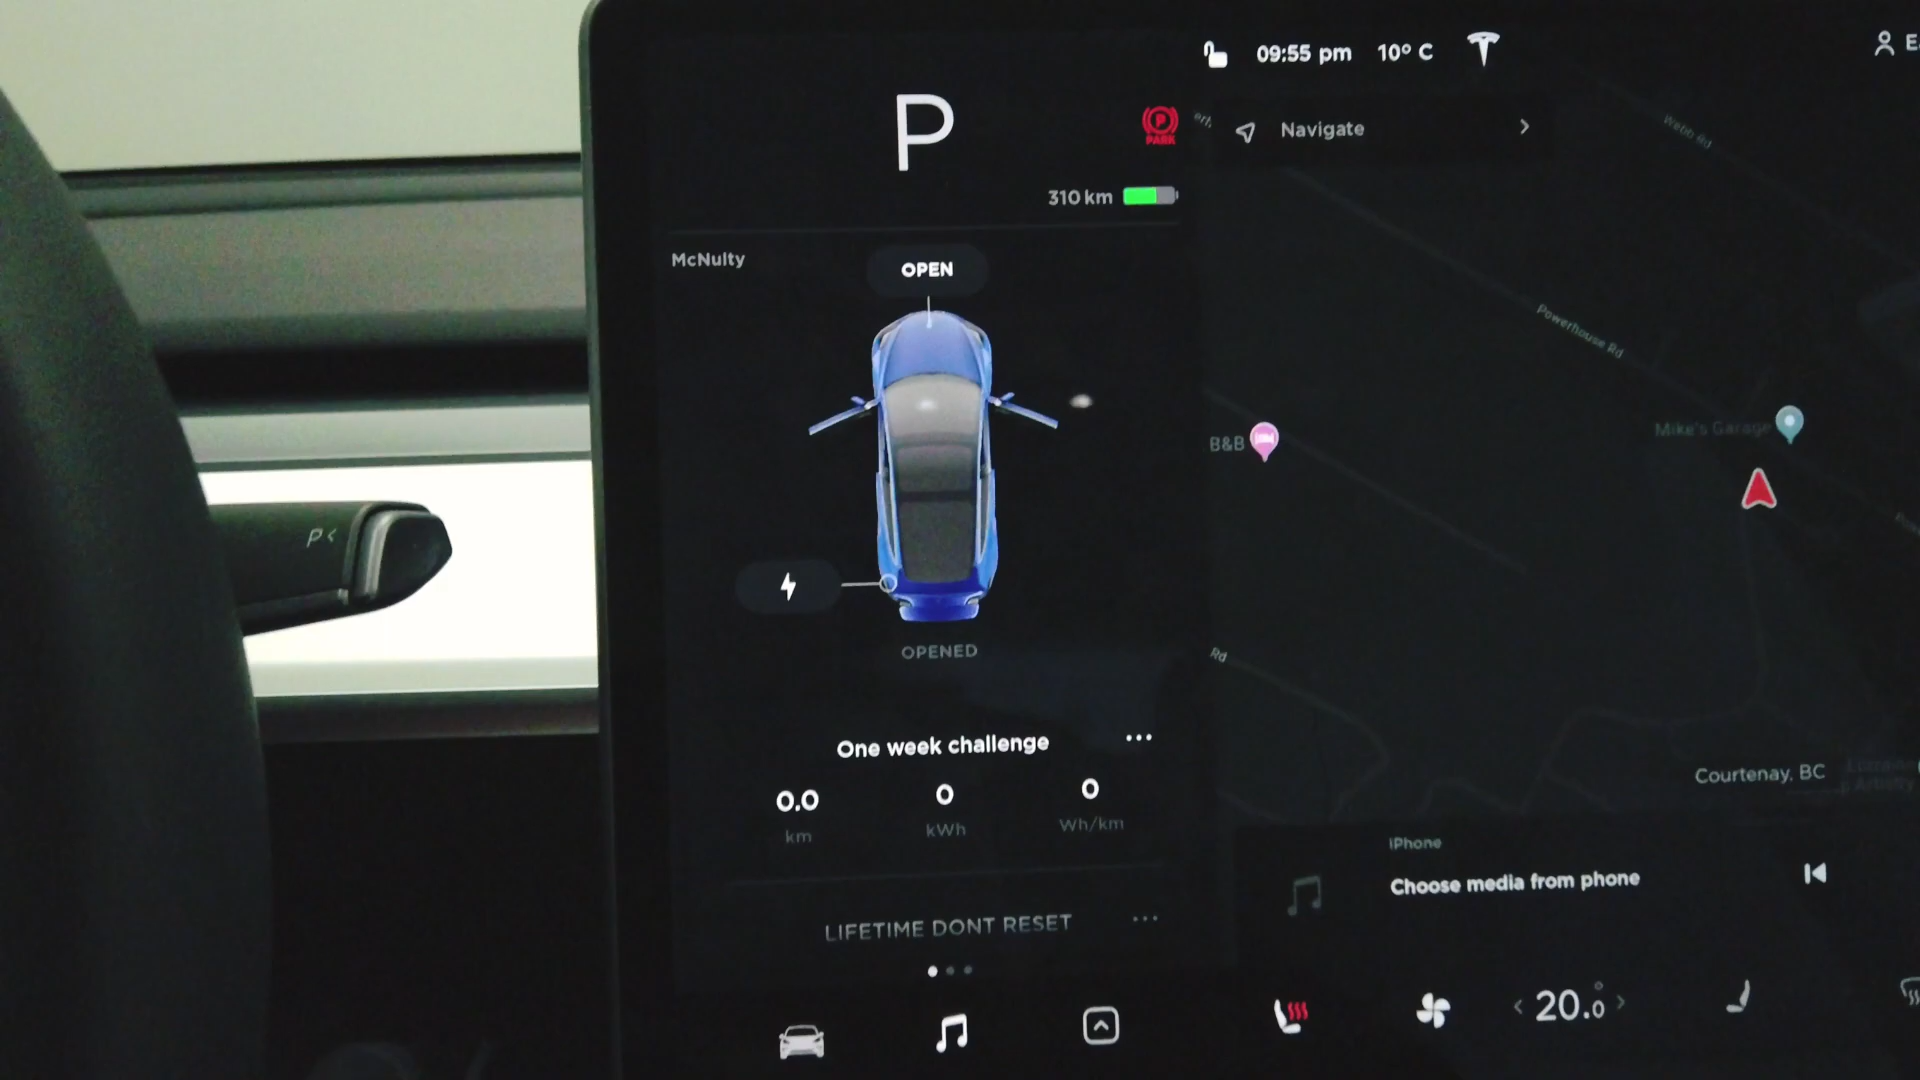 P
PARK
310 km
McNulty
OPEN
OPENED
One week challenge
0.0
0
0
km
kWh
Wh/km
LIFETIME DONT RESET
09:55 pm
10° C
Navigate
Webb Rd
Powerhouse Rd
B&B
Mike's Garage
Rd
Courtenay, BC
iPhone
Choose media from phone
20.0
P